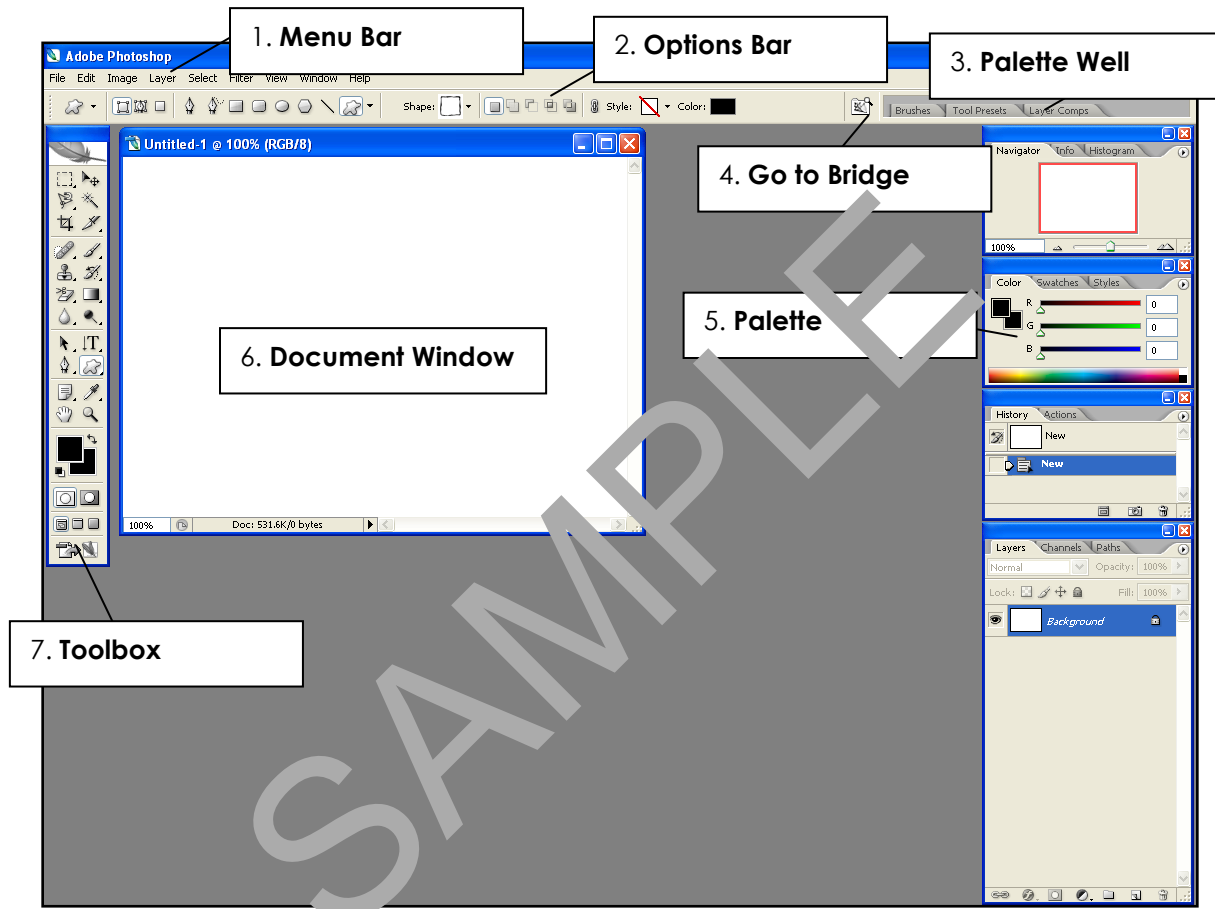 1. Menu Bar
2. Options Bar
3. Palette Well
Adobe Photoshop
File Edit Image Layer Select Filter View Window Help
Shape: Style: Color:
Brushes Tool Presets Layer Comps
Untitled-1 @ 100% (RGB/8)
4. Go to Bridge
Navigator Info Histogram
100%
Color Swatches Styles
R 0
G 0
B 0
5. Palette
6. Document Window
History Actions
New
New
100% Doc: 531.6K/0 bytes
Layers Channels Paths
Normal Opacity: 100%
Lock: Fill: 100%
Background
7. Toolbox
SAMPLE